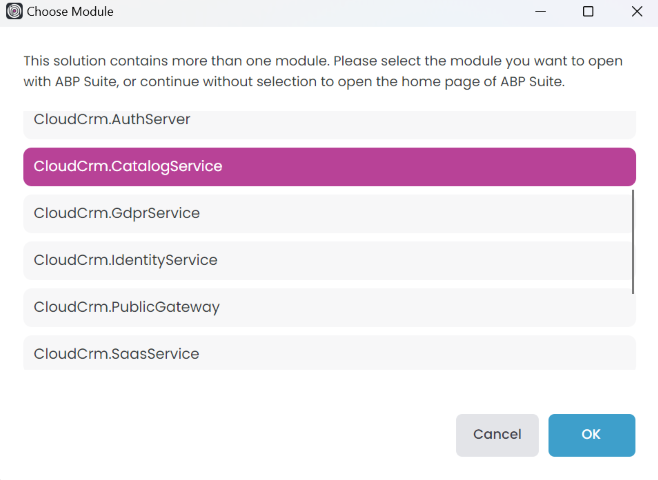 Choose Module
This solution contains more than one module. Please select the module you want to open
with ABP Suite, or continue without selection to open the home page of ABP Suite.
CloudCrm.AuthServer
CloudCrm.CatalogService
CloudCrm.GdprService
CloudCrm.IdentityService
CloudCrm.PublicGateway
CloudCrm.SaasService
Cancel
OK